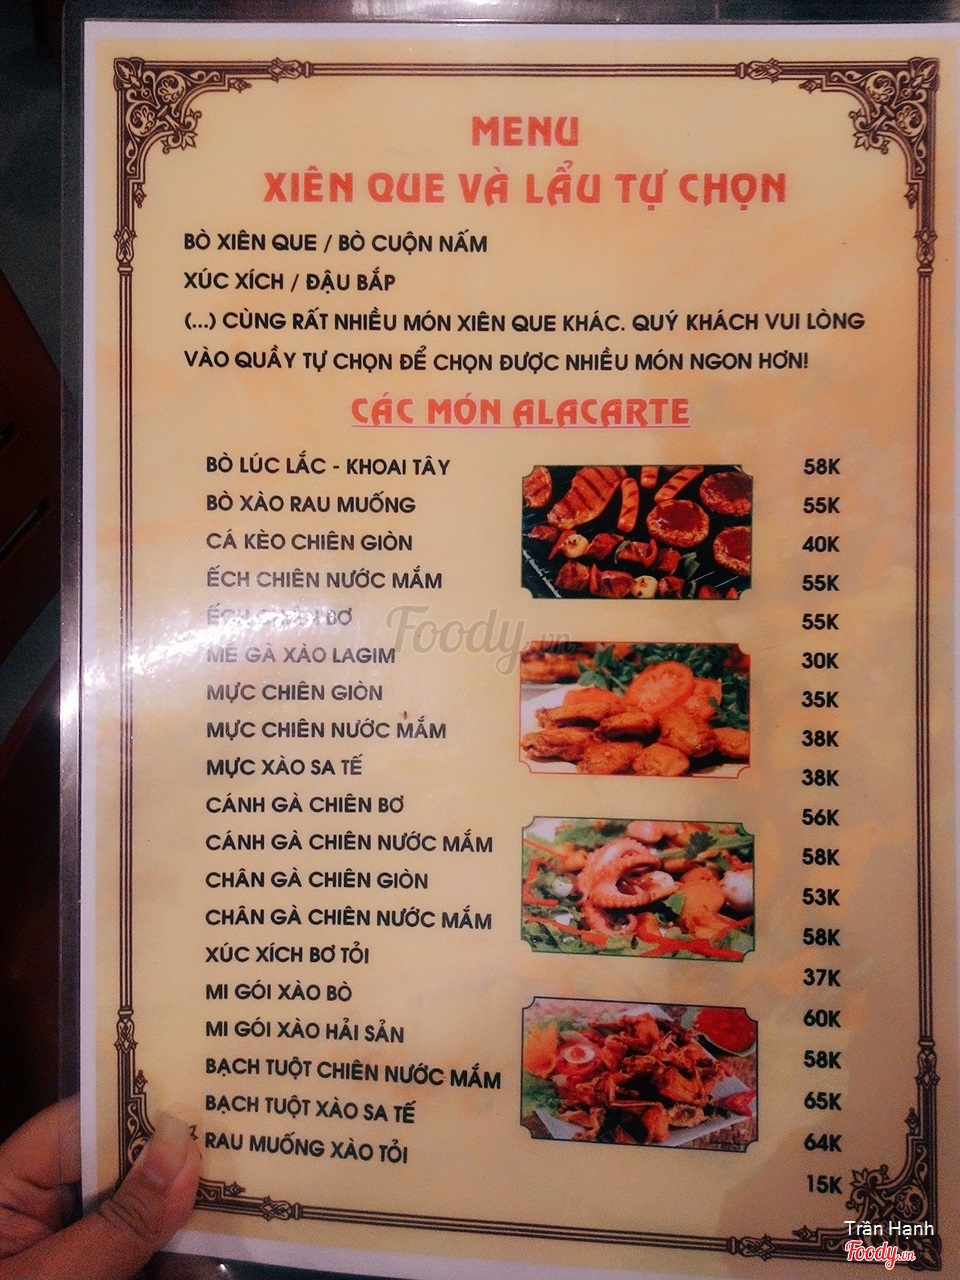 MENU
XIÊN QUE VÀ LẨU TỰ CHỌN
BÒ XIÊN QUE / BÒ CUỘN NẤM
XÚC XÍCH / ĐẬU BẮP
(...) CÙNG RẤT NHIỀU MÓN XIÊN QUE KHÁC. QUÝ KHÁCH VUI LÒNG
VÀO QUẦY TỰ CHỌN ĐỂ CHỌN ĐƯỢC NHIỀU MÓN NGON HƠN!
CÁC MÓN ALACARTE
BÒ LÚC LẮC - KHOAI TÂY 58K
BÒ XÀO RAU MUỐNG 55K
CÁ KÈO CHIÊN GIÒN 40K
ẾCH CHIÊN NƯỚC MẮM 55K
ẾCH CHIÊN BƠ 55K
MỀ GÀ XÀO LAGIM 30K
MỰC CHIÊN GIÒN 35K
MỰC CHIÊN NƯỚC MẮM 38K
MỰC XÀO SA TẾ 38K
CÁNH GÀ CHIÊN BƠ 56K
CÁNH GÀ CHIÊN NƯỚC MẮM 58K
CHÂN GÀ CHIÊN GIÒN 53K
CHÂN GÀ CHIÊN NƯỚC MẮM 58K
XÚC XÍCH BƠ TỎI 37K
MI GÓI XÀO BÒ 60K
MI GÓI XÀO HẢI SẢN 58K
BẠCH TUỘT CHIÊN NƯỚC MẮM 65K
BẠCH TUỘT XÀO SA TẾ 64K
RAU MUỐNG XÀO TỎI 15K
Foody.vn
Trần Hạnh
Foody.vn